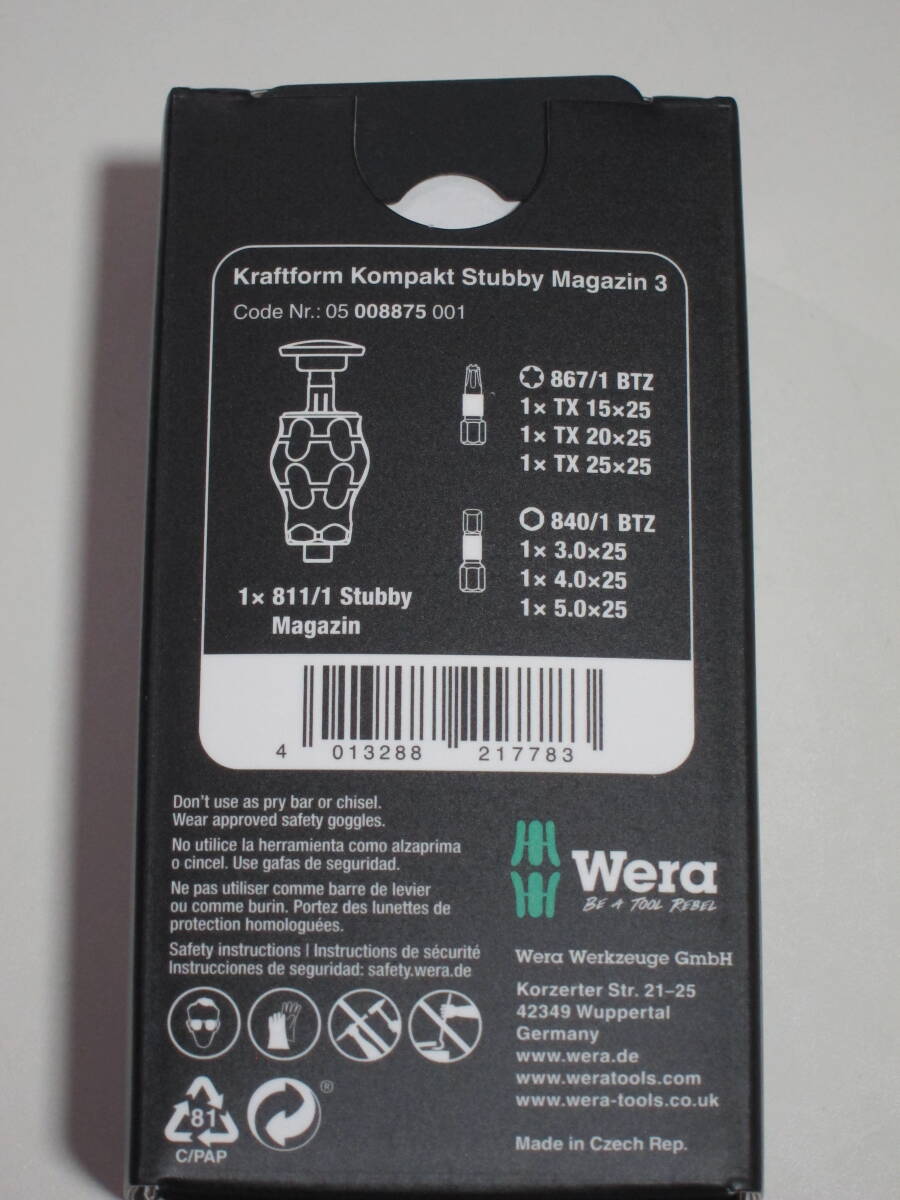 Kraftform Kompakt Stubby Magazin 3
Code Nr.: 05 008875 001
867/1 BTZ
1× TX 15×25
1× TX 20×25
1× TX 25×25
840/1 BTZ
1× 3.0×25
1× 4.0×25
1× 5.0×25
1× 811/1 Stubby
Magazin
4 013288 217783
Don't use as pry bar or chisel.
Wear approved safety goggles.
No utilice la herramienta como alzaprima
o cincel. Use gafas de seguridad.
Ne pas utiliser comme barre de levier
ou comme burin. Portez des lunettes de
protection homologuées.
Safety instructions | Instructions de sécurité
Instrucciones de seguridad: safety.wera.de
81
C/PAP
®
Wera
BE A TOOL REBEL
Wera Werkzeuge GmbH
Korzerter Str. 21–25
42349 Wuppertal
Germany
www.wera.de
www.weratools.com
www.wera-tools.co.uk
Made in Czech Rep.